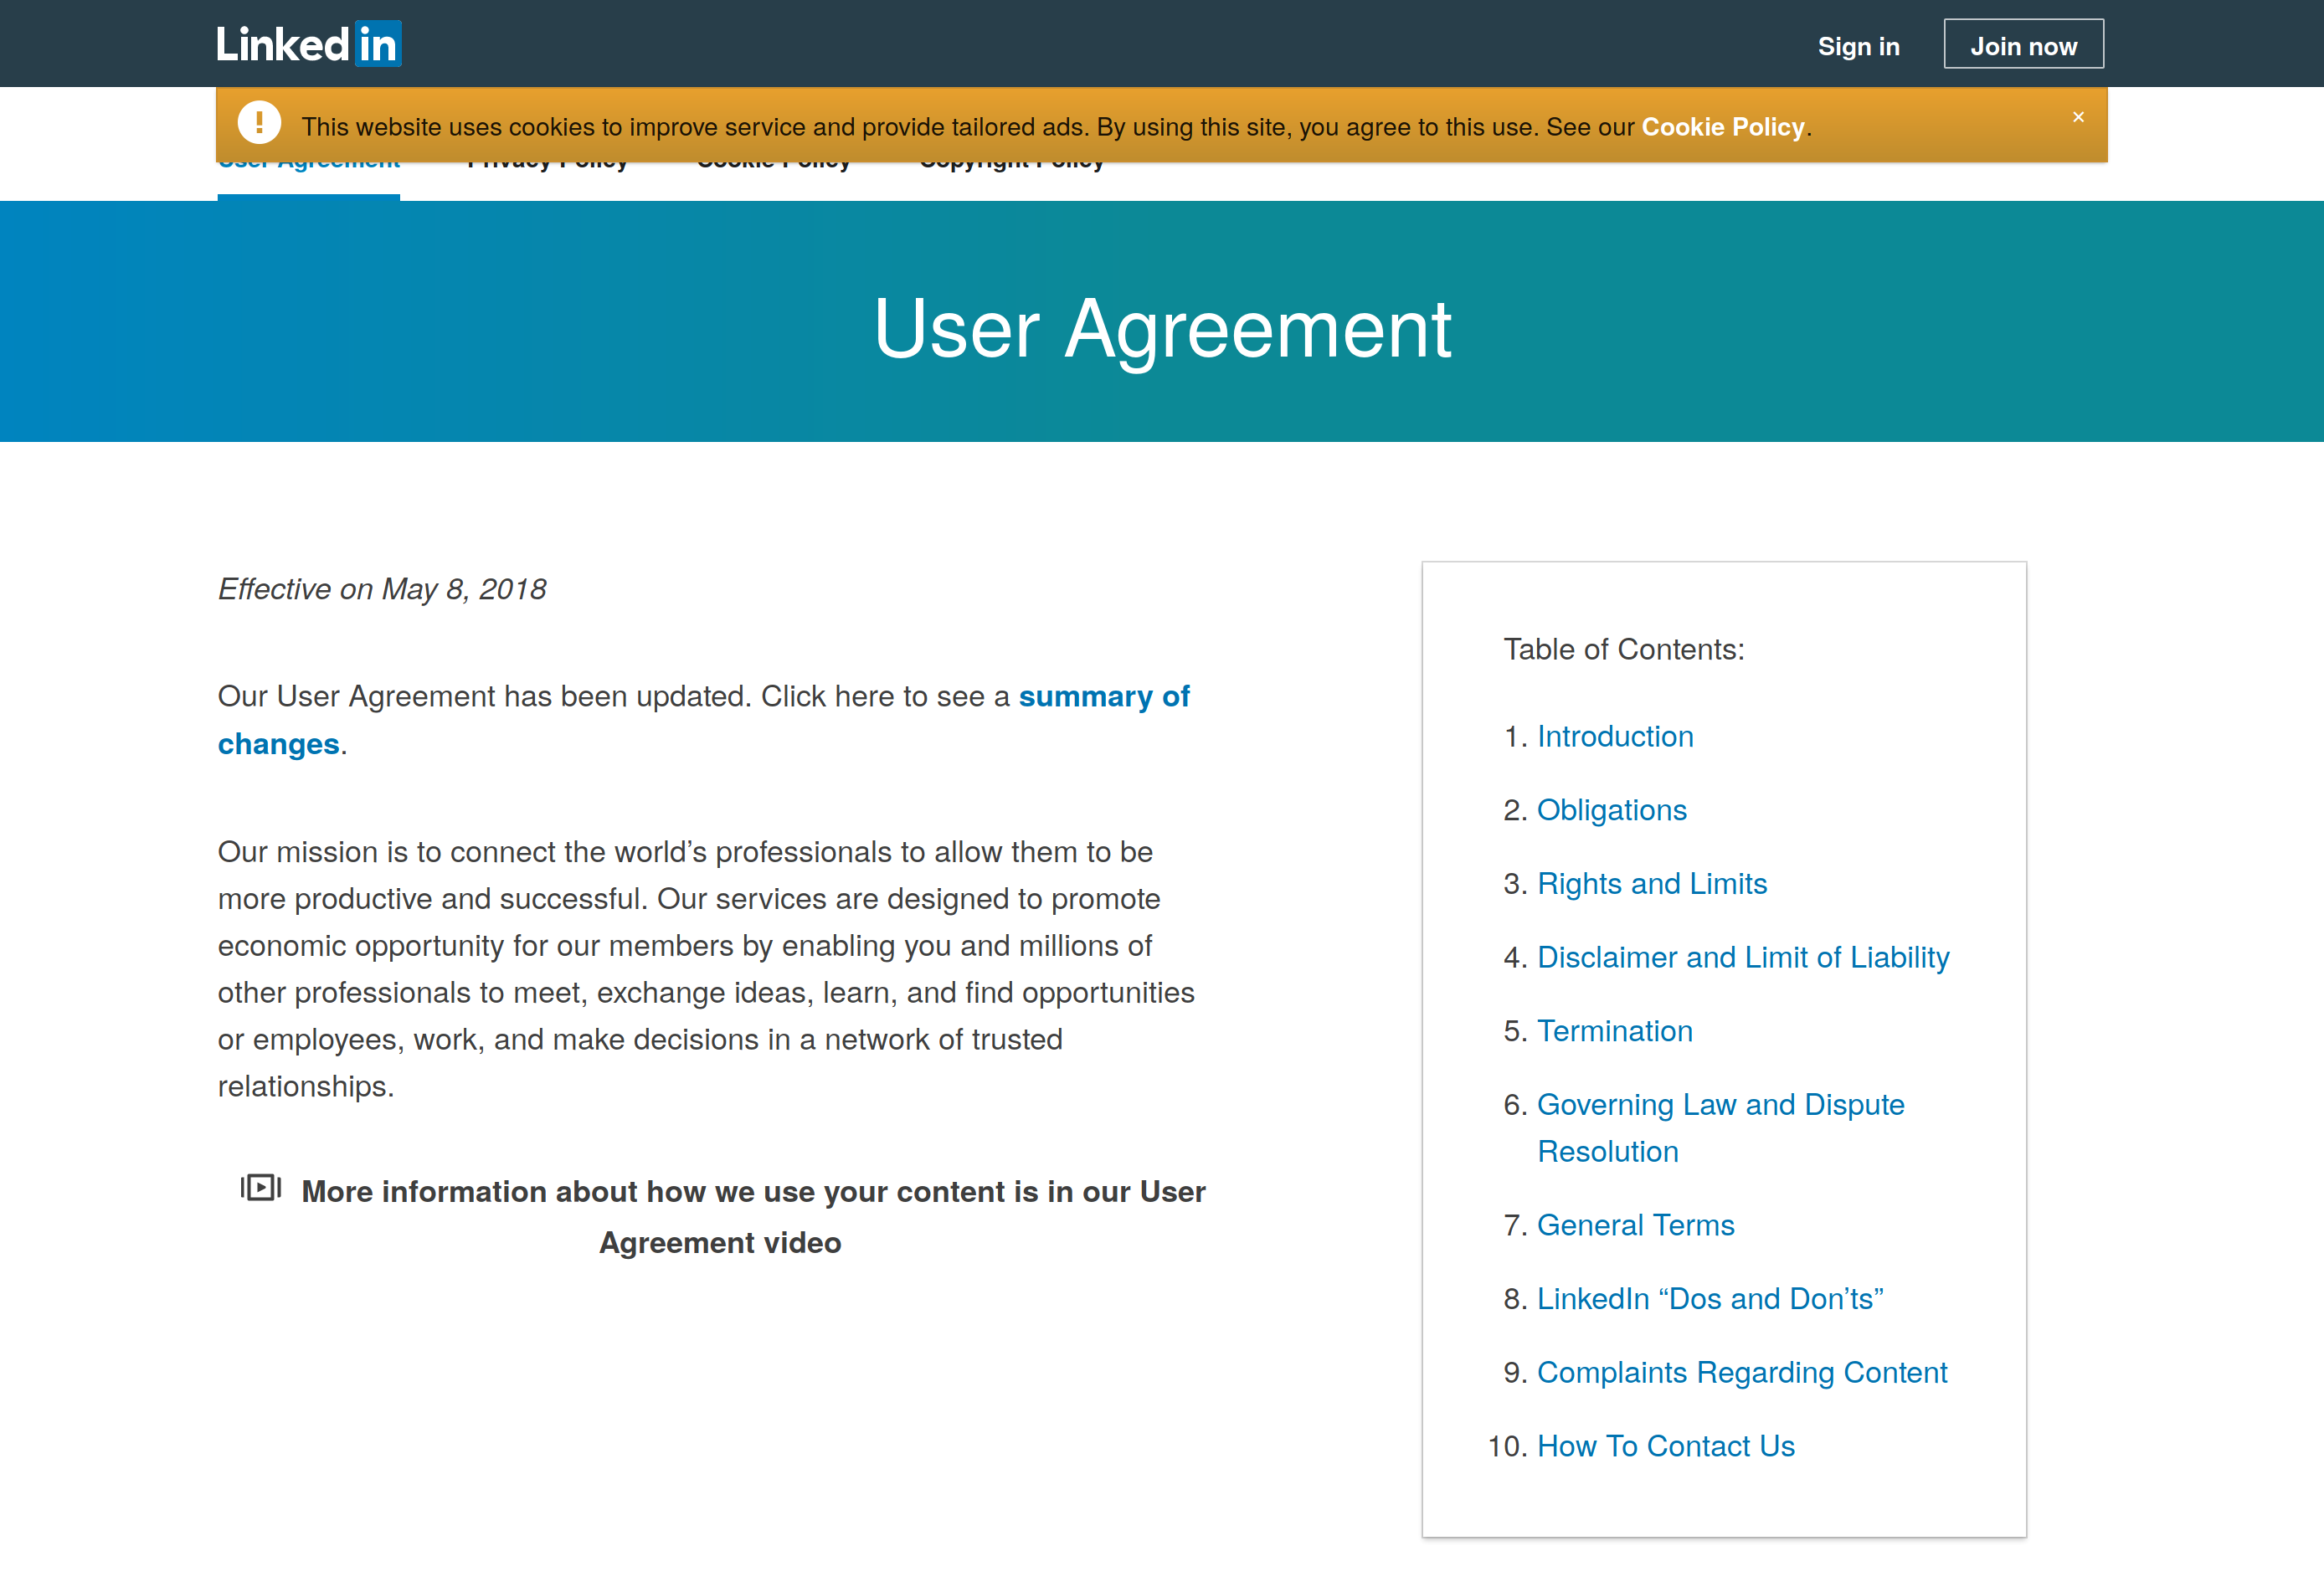 Linked in
Sign in
Join now
This website uses cookies to improve service and provide tailored ads. By using this site, you agree to this use. See our Cookie Policy.
×
User Agreement
Privacy Policy
Cookie Policy
Copyright Policy
User Agreement
Effective on May 8, 2018
Our User Agreement has been updated. Click here to see a summary of
changes.
Our mission is to connect the world’s professionals to allow them to be
more productive and successful. Our services are designed to promote
economic opportunity for our members by enabling you and millions of
other professionals to meet, exchange ideas, learn, and find opportunities
or employees, work, and make decisions in a network of trusted
relationships.
More information about how we use your content is in our User
Agreement video
Table of Contents:
1. Introduction
2. Obligations
3. Rights and Limits
4. Disclaimer and Limit of Liability
5. Termination
6. Governing Law and Dispute
Resolution
7. General Terms
8. LinkedIn “Dos and Don’ts”
9. Complaints Regarding Content
10. How To Contact Us